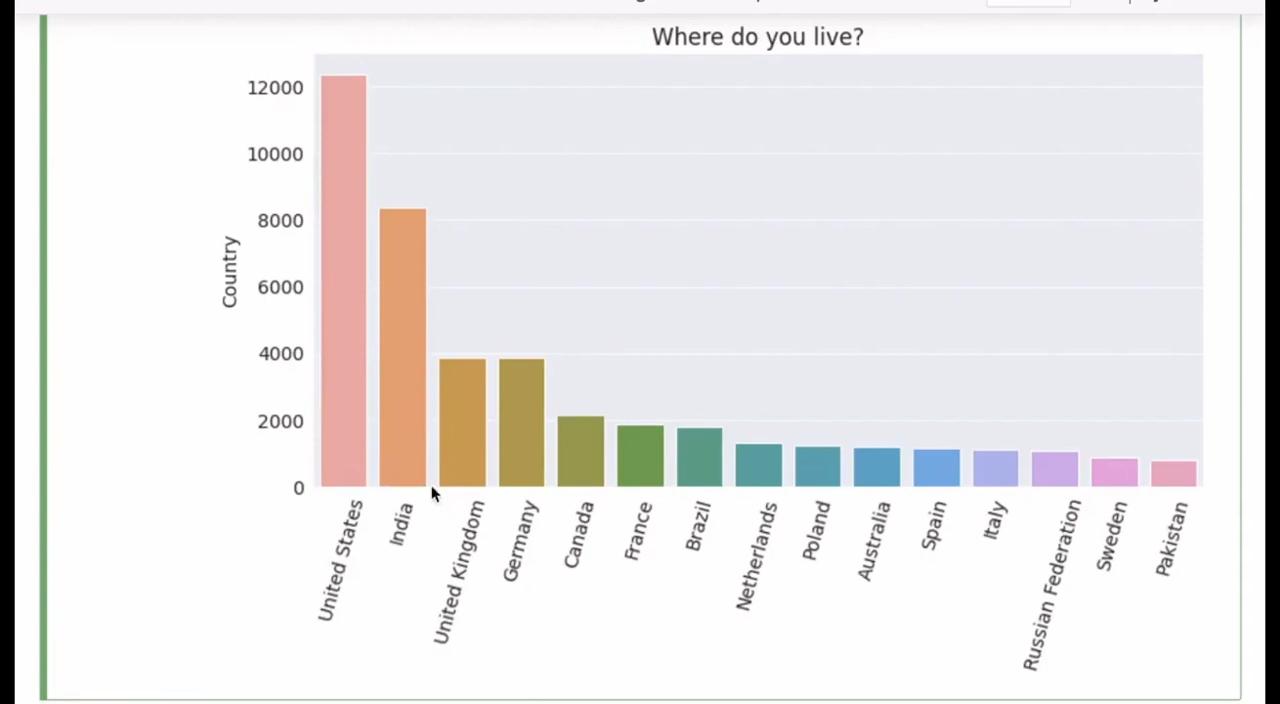 Where do you live?
12000
10000
8000
6000
4000
2000
0
Country
United States
India
United Kingdom
Germany
Canada
France
Brazil
Netherlands
Poland
Australia
Spain
Italy
Russian Federation
Sweden
Pakistan